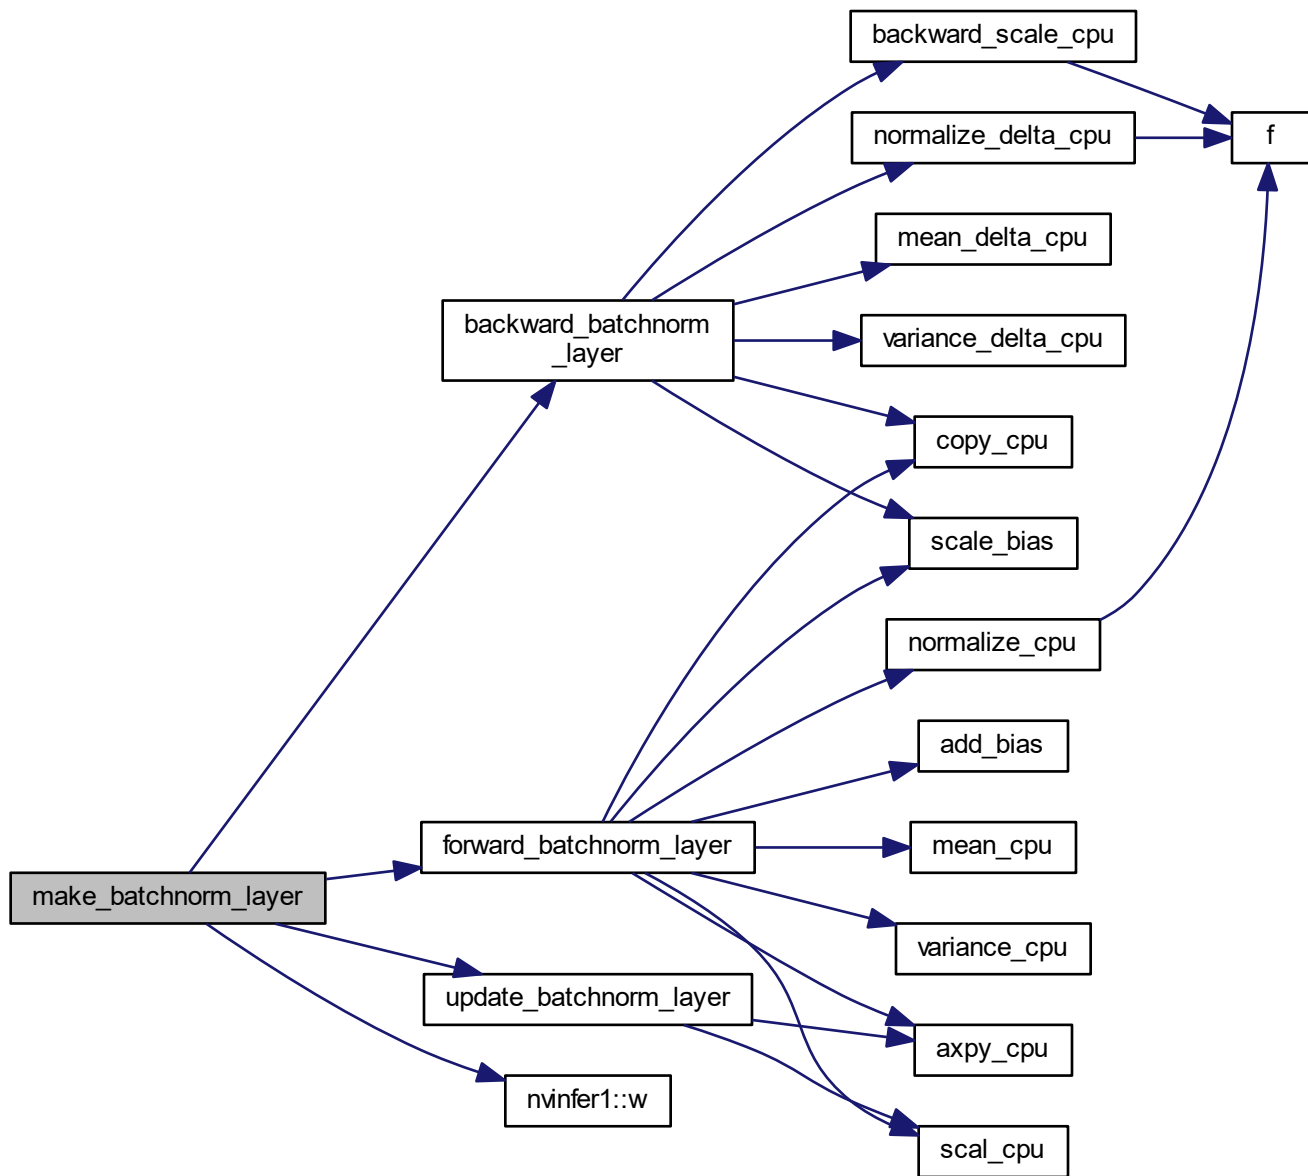 backward_scale_cpu
normalize_delta_cpu
f
mean_delta_cpu
backward_batchnorm
_layer
variance_delta_cpu
copy_cpu
scale_bias
normalize_cpu
add_bias
forward_batchnorm_layer
mean_cpu
make_batchnorm_layer
variance_cpu
update_batchnorm_layer
axpy_cpu
nvinfer1::w
scal_cpu